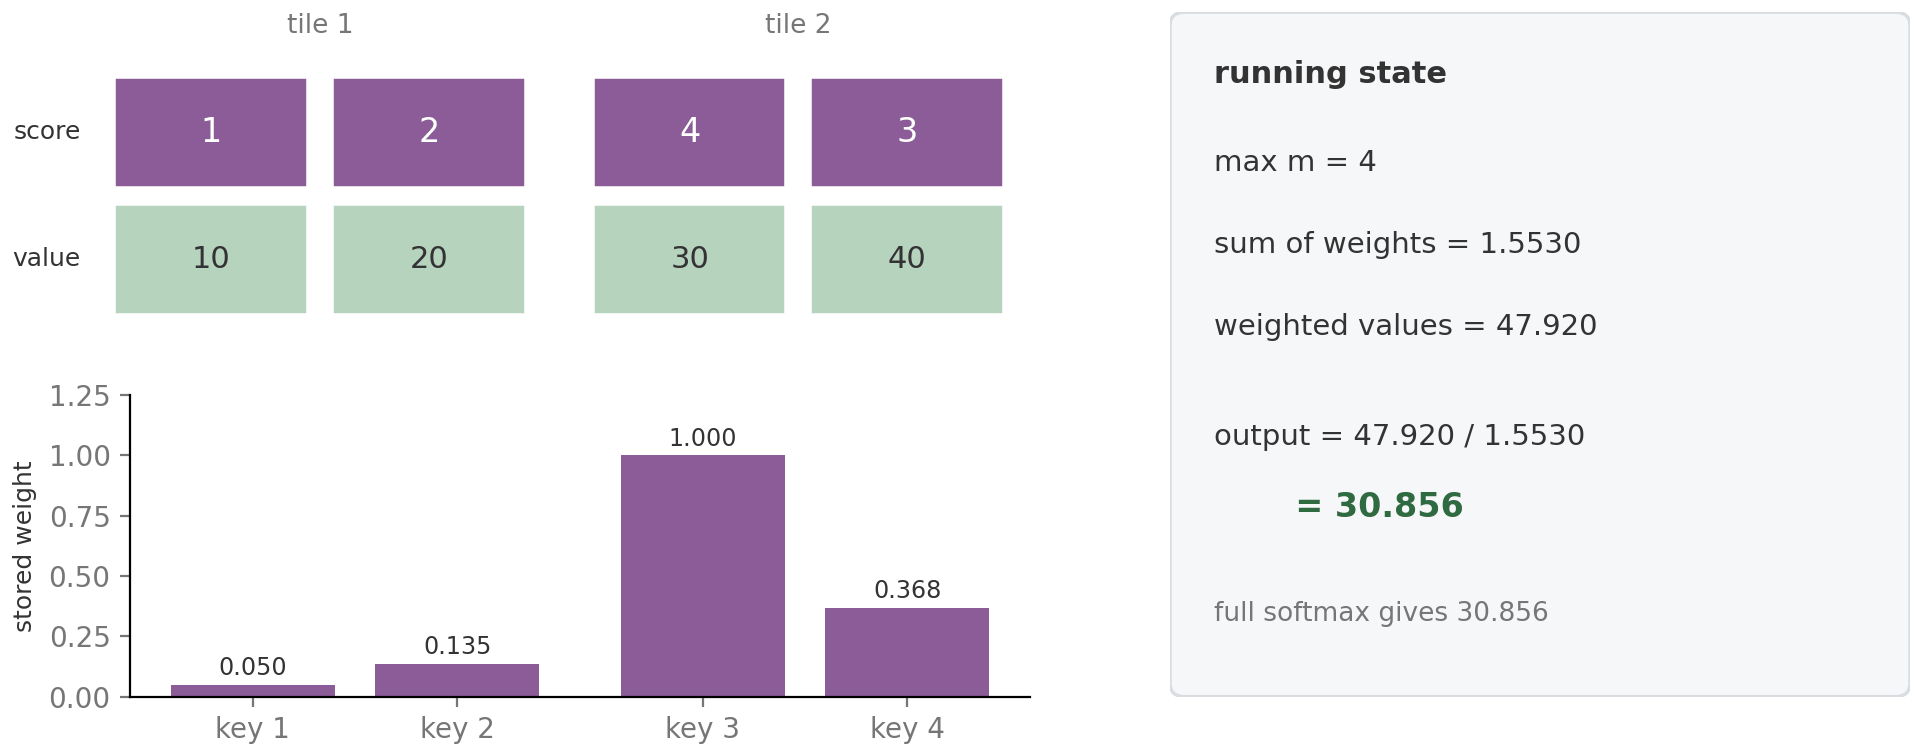 tile 1 tile 2
score 1 2 4 3
value 10 20 30 40
stored weight
1.25
1.00
0.75
0.50
0.25
0.00
0.050 0.135 1.000 0.368
key 1 key 2 key 3 key 4
running state
max m = 4
sum of weights = 1.5530
weighted values = 47.920
output = 47.920 / 1.5530
= 30.856
full softmax gives 30.856